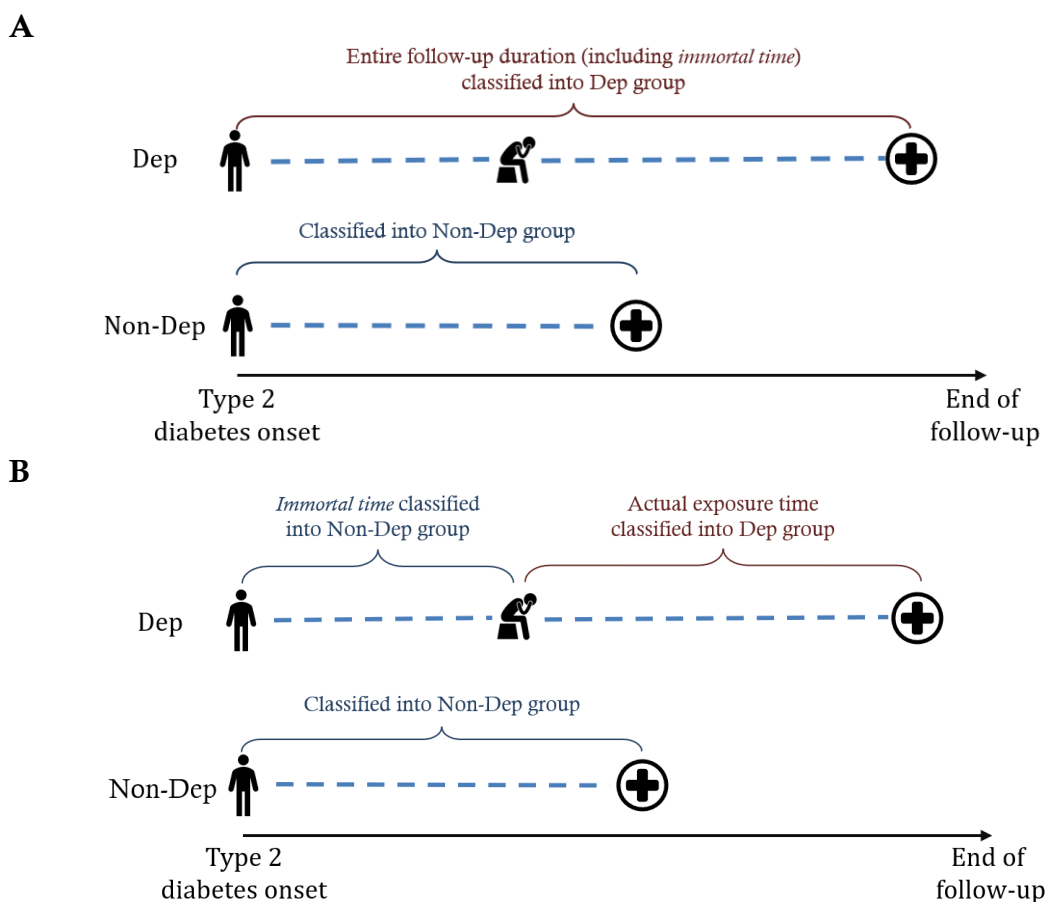 A
Entire follow-up duration (including immortal time)
classified into Dep group
Dep
Classified into Non-Dep group
Non-Dep
Type 2
diabetes onset
End of
follow-up
B
Immortal time classified
into Non-Dep group
Actual exposure time
classified into Dep group
Dep
Classified into Non-Dep group
Non-Dep
Type 2
diabetes onset
End of
follow-up